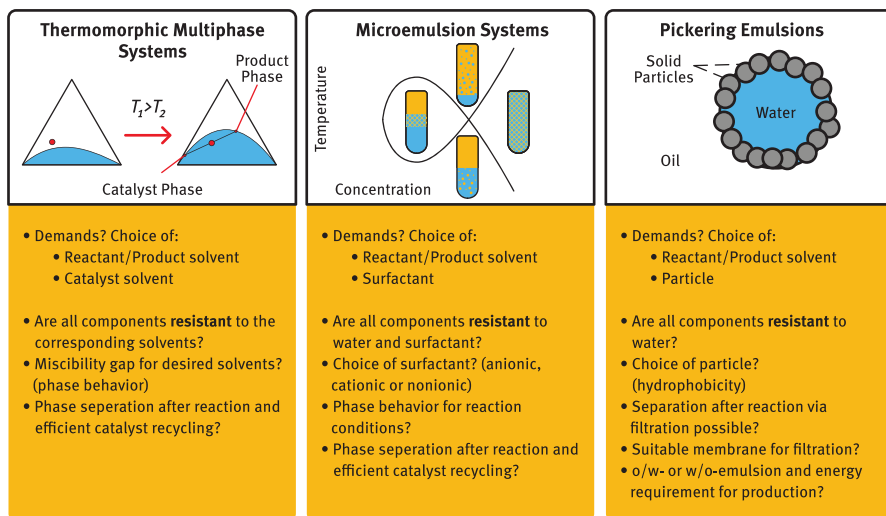 Thermomorphic Multiphase
Systems
Product
Phase
T1>T2
Catalyst Phase
• Demands? Choice of:
• Reactant/Product solvent
• Catalyst solvent
• Are all components resistant to the
corresponding solvents?
• Miscibility gap for desired solvents?
(phase behavior)
• Phase seperation after reaction and
efficient catalyst recycling?
Microemulsion Systems
Temperature
Concentration
• Demands? Choice of:
• Reactant/Product solvent
• Surfactant
• Are all components resistant to
water and surfactant?
• Choice of surfactant? (anionic,
cationic or nonionic)
• Phase behavior for reaction
conditions?
• Phase seperation after reaction and
efficient catalyst recycling?
Pickering Emulsions
Solid
Particles
Water
Oil
• Demands? Choice of:
• Reactant/Product solvent
• Particle
• Are all components resistant to
water?
• Choice of particle?
(hydrophobicity)
• Separation after reaction via
filtration possible?
• Suitable membrane for filtration?
• o/w- or w/o-emulsion and energy
requirement for production?